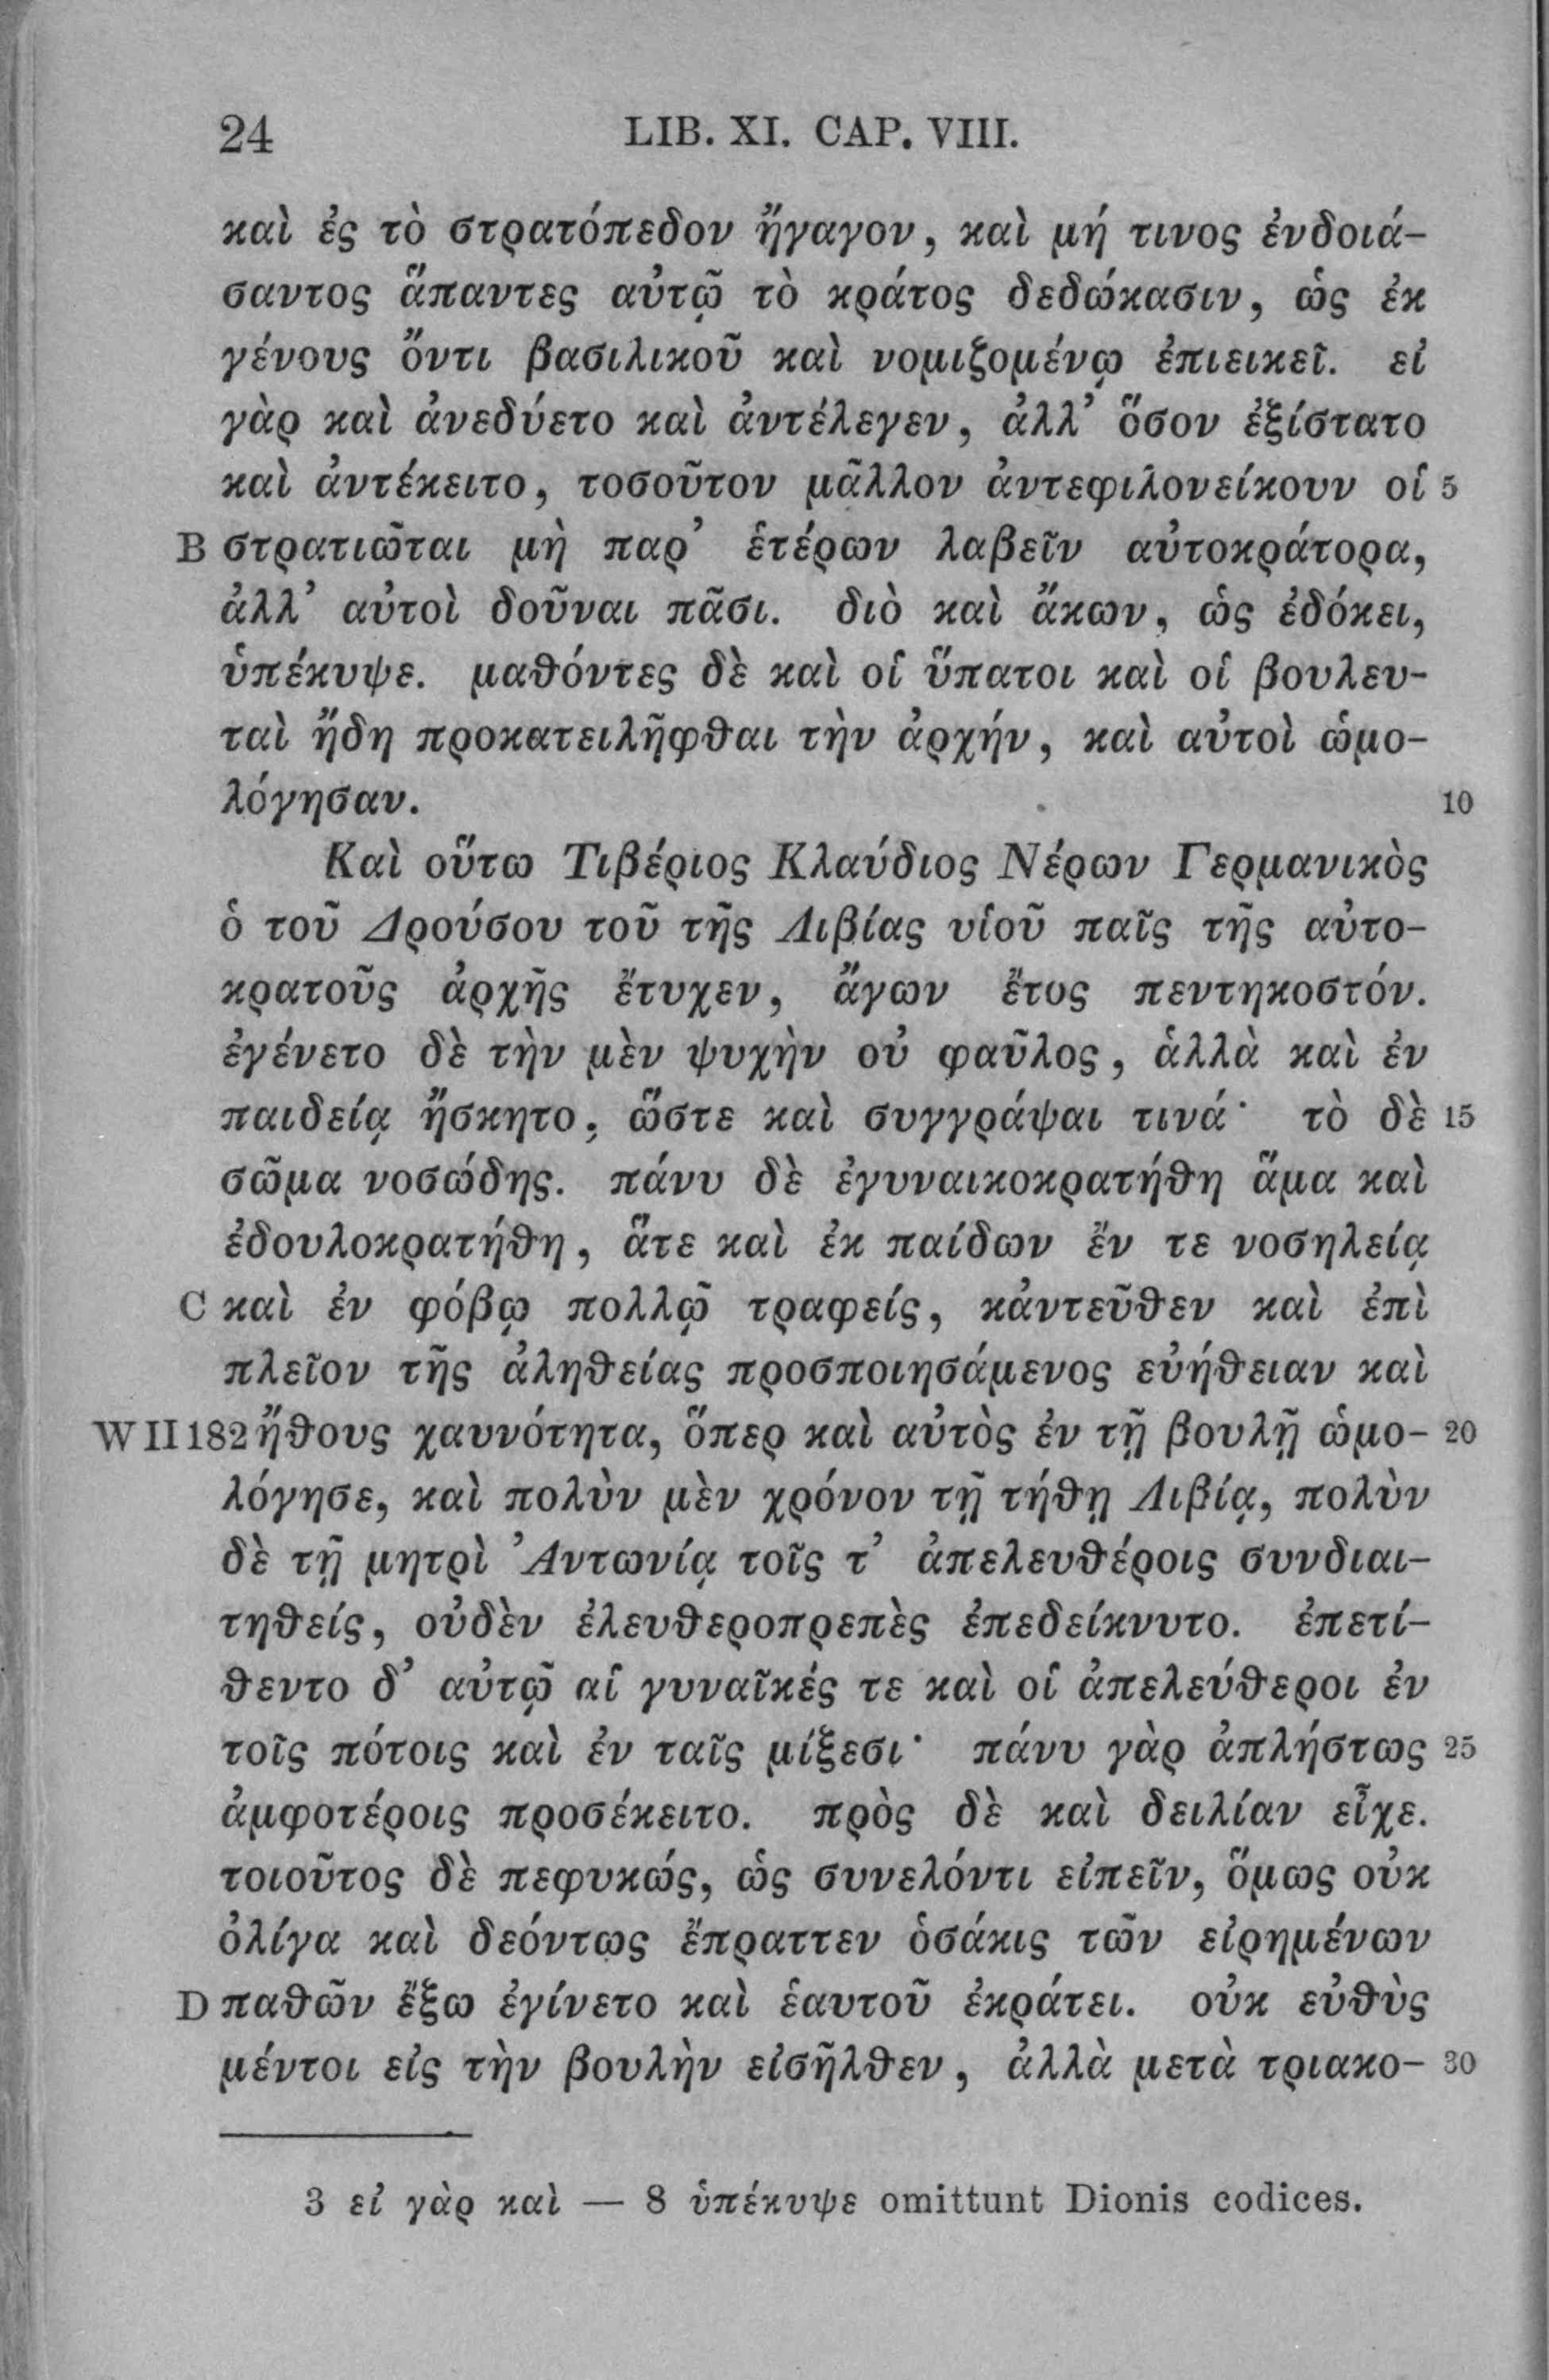 24 LIB. XI. CAP. VIII.
καὶ ἐς τὸ στρατόπεδον ἤγαγον, καὶ μή τινος ἐνδοιά-
σαντος ἅπαντες αὐτῷ τὸ κράτος δεδώκασιν, ὡς ἐκ
γένους ὄντι βασιλικοῦ καὶ νομιζομένῳ ἐπιεικεῖ. εἰ
γὰρ καὶ ἀνεδύετο καὶ ἀντέλεγεν, ἀλλ’ ὅσον ἐξίστατο
καὶ ἀντέκειτο, τοσοῦτον μᾶλλον ἀντεφιλονείκουν οἱ 5
B στρατιῶται μὴ παρ’ ἑτέρων λαβεῖν αὐτοκράτορα,
ἀλλ’ αὐτοὶ δοῦναι πᾶσι. διὸ καὶ ἄκων, ὡς ἐδόκει,
ὑπέκυψε. μαθόντες δὲ καὶ οἱ ὕπατοι καὶ οἱ βουλευ-
ταὶ ἤδη προκατειλῆφθαι τὴν ἀρχήν, καὶ αὐτοὶ ὡμο-
λόγησαν. 10
Καὶ οὕτω Τιβέριος Κλαύδιος Νέρων Γερμανικὸς
ὁ τοῦ Δρούσου τοῦ τῆς Λιβίας υἱοῦ παῖς τῆς αὐτο-
κρατοῦς ἀρχῆς ἔτυχεν, ἄγων ἔτος πεντηκοστόν.
ἐγένετο δὲ τὴν μὲν ψυχὴν οὐ φαῦλος, ἀλλὰ καὶ ἐν
παιδείᾳ ἤσκητο, ὥστε καὶ συγγράψαι τινά· τὸ δὲ 15
σῶμα νοσώδης. πάνυ δὲ ἐγυναικοκρατήθη ἅμα καὶ
ἐδουλοκρατήθη, ἅτε καὶ ἐκ παίδων ἔν τε νοσηλείᾳ
C καὶ ἐν φόβῳ πολλῷ τραφείς, κἀντεῦθεν καὶ ἐπὶ
πλεῖον τῆς ἀληθείας προσποιησάμενος εὐήθειαν καὶ
W II 182 ἤθους χαυνότητα, ὅπερ καὶ αὐτὸς ἐν τῇ βουλῇ ὡμο- 20
λόγησε, καὶ πολὺν μὲν χρόνον τῇ τήθῃ Λιβίᾳ, πολὺν
δὲ τῇ μητρὶ Ἀντωνίᾳ τοῖς τ’ ἀπελευθέροις συνδιαι-
τηθείς, οὐδὲν ἐλευθεροπρεπὲς ἐπεδείκνυτο. ἐπετί-
θεντο δ’ αὐτῷ αἱ γυναῖκές τε καὶ οἱ ἀπελεύθεροι ἐν
τοῖς πότοις καὶ ἐν ταῖς μίξεσι· πάνυ γὰρ ἀπλήστως 25
ἀμφοτέροις προσέκειτο. πρὸς δὲ καὶ δειλίαν εἶχε.
τοιοῦτος δὲ πεφυκώς, ὡς συνελόντι εἰπεῖν, ὅμως οὐκ
ὀλίγα καὶ δεόντως ἔπραττεν ὁσάκις τῶν εἰρημένων
D παθῶν ἔξω ἐγίνετο καὶ ἑαυτοῦ ἐκράτει. οὐκ εὐθὺς
μέντοι εἰς τὴν βουλὴν εἰσῆλθεν, ἀλλὰ μετὰ τριακο- 30
3 εἰ γὰρ καὶ — 8 ὑπέκυψε omittunt Dionis codices.